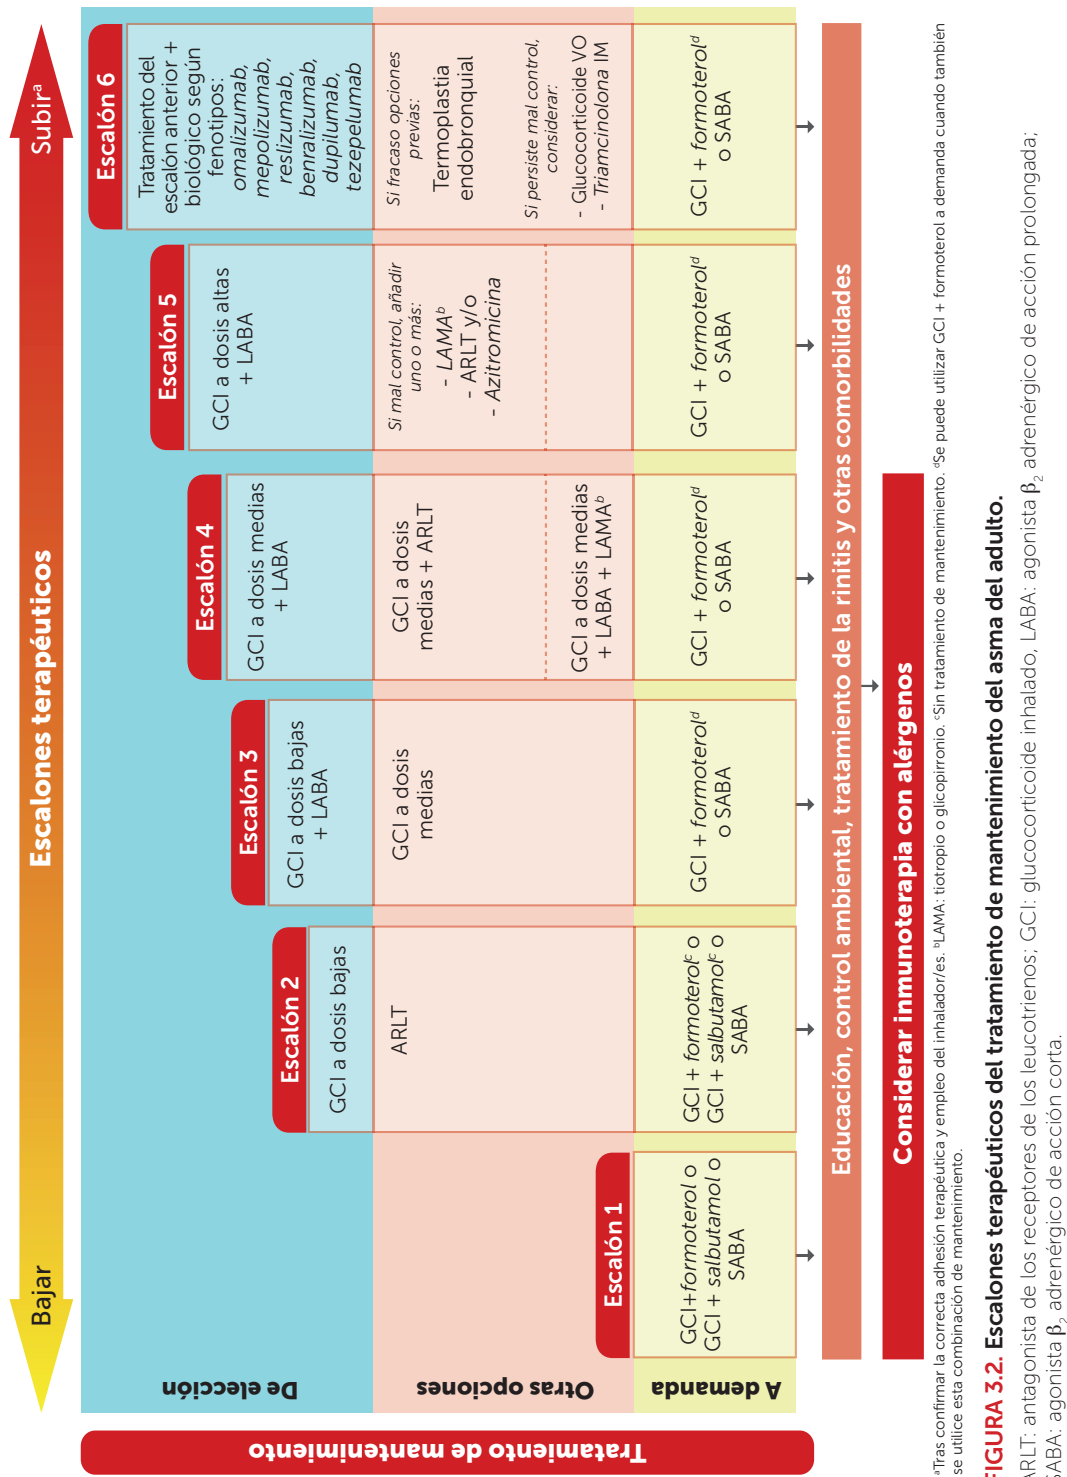 Escalones terapéuticos
Bajar
Subirᵃ
Tratamiento de mantenimiento
De elección
Otras opciones
A demanda
Escalón 1
GCI+formoterol o
GCI + salbutamol o
SABA
Escalón 2
GCI a dosis bajas
ARLT
GCI + formoterolᶜ o
GCI + salbutamolᶜ o
SABA
Escalón 3
GCI a dosis bajas
+ LABA
GCI a dosis
medias
GCI + formoterolᵈ
o SABA
Escalón 4
GCI a dosis medias
+ LABA
GCI a dosis
medias + ARLT
GCI a dosis medias
+ LABA + LAMAᵇ
GCI + formoterolᵈ
o SABA
Escalón 5
GCI a dosis altas
+ LABA
Si mal control, añadir
uno o más:
- LAMAᵇ
- ARLT y/o
- Azitromicina
GCI + formoterolᵈ
o SABA
Escalón 6
Tratamiento del
escalón anterior +
biológico según
fenotipos:
omalizumab,
mepolizumab,
reslizumab,
benralizumab,
dupilumab,
tezepelumab
Si fracaso opciones
previas:
Termoplastia
endobronquial
Si persiste mal control,
considerar:
- Glucocorticoide VO
- Triamcinolona IM
GCI + formoterolᵈ
o SABA
Educación, control ambiental, tratamiento de la rinitis y otras comorbilidades
Considerar inmunoterapia con alérgenos
ᵃTras confirmar la correcta adhesión terapéutica y empleo del inhalador/es. ᵇLAMA: tiotropio o glicopirronio. ᶜSin tratamiento de mantenimiento. ᵈSe puede utilizar GCI + formoterol a demanda cuando también
se utilice esta combinación de mantenimiento.
FIGURA 3.2. Escalones terapéuticos del tratamiento de mantenimiento del asma del adulto.
ARLT: antagonista de los receptores de los leucotrienos; GCI: glucocorticoide inhalado, LABA: agonista β₂ adrenérgico de acción prolongada;
SABA: agonista β₂ adrenérgico de acción corta.